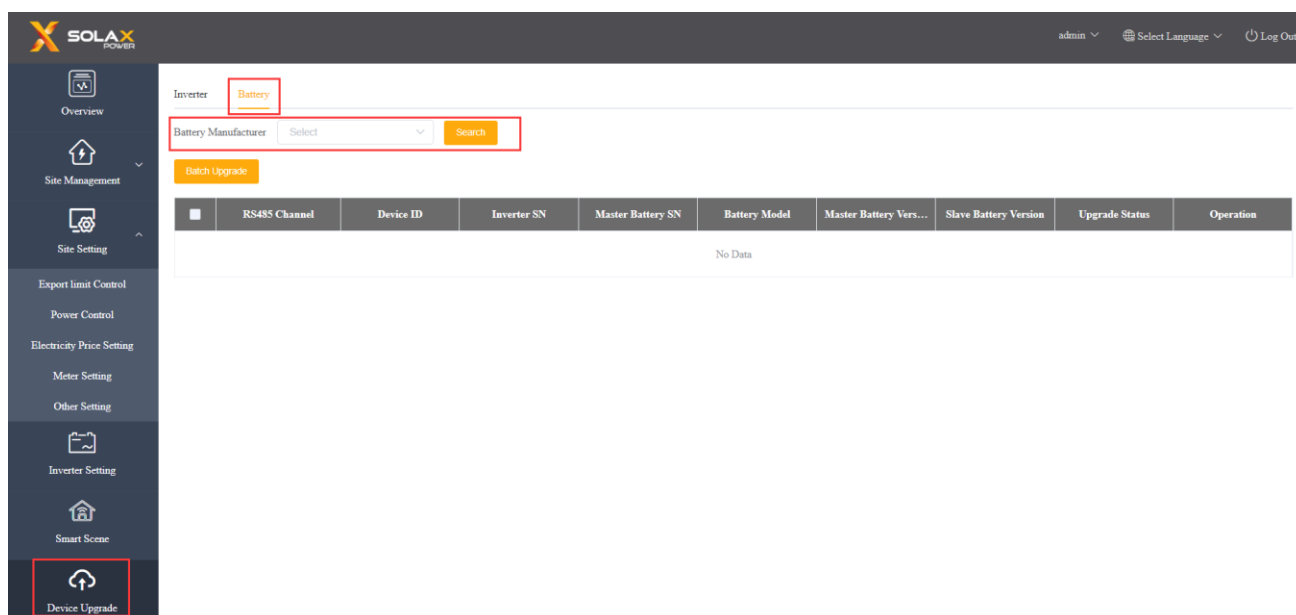 SOLAX
POWER
admin Select Language Log Out
Overview
Site Management
Site Setting
Export limit Control
Power Control
Electricity Price Setting
Meter Setting
Other Setting
Inverter Setting
Smart Scene
Device Upgrade
Inverter Battery
Battery Manufacturer Select Search
Batch Upgrade
RS485 Channel Device ID Inverter SN Master Battery SN Battery Model Master Battery Vers... Slave Battery Version Upgrade Status Operation
No Data